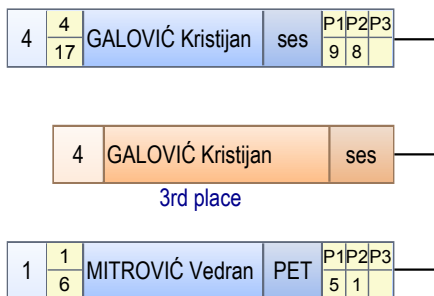 4 4 17 GALOVIĆ Kristijan ses P1 P2 P3 9 8
4 GALOVIĆ Kristijan ses
3rd place
1 1 6 MITROVIĆ Vedran PET P1 P2 P3 5 1